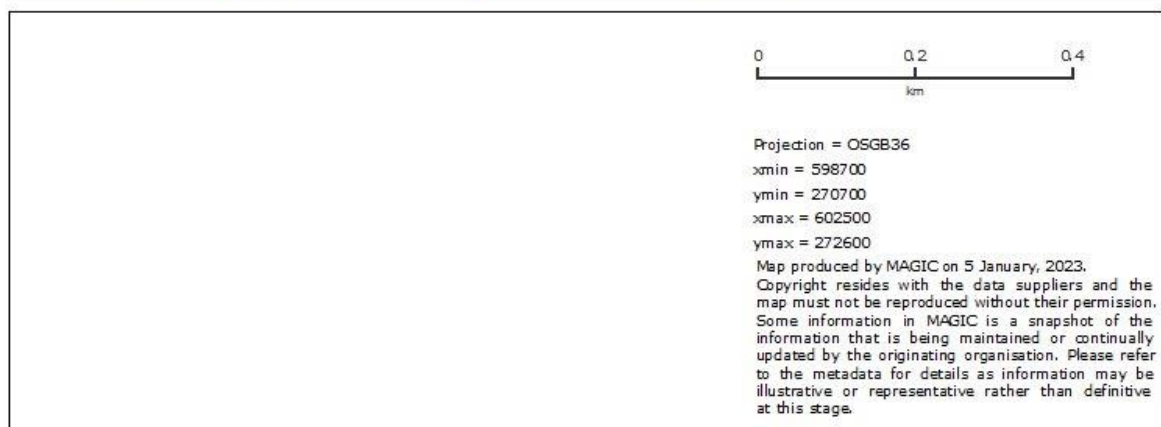 0 0.2 0.4
km
Projection = OSGB36
xmin = 598700
ymin = 270700
xmax = 602500
ymax = 272600
Map produced by MAGIC on 5 January, 2023.
Copyright resides with the data suppliers and the
map must not be reproduced without their permission.
Some information in MAGIC is a snapshot of the
information that is being maintained or continually
updated by the originating organisation. Please refer
to the metadata for details as information may be
illustrative or representative rather than definitive
at this stage.